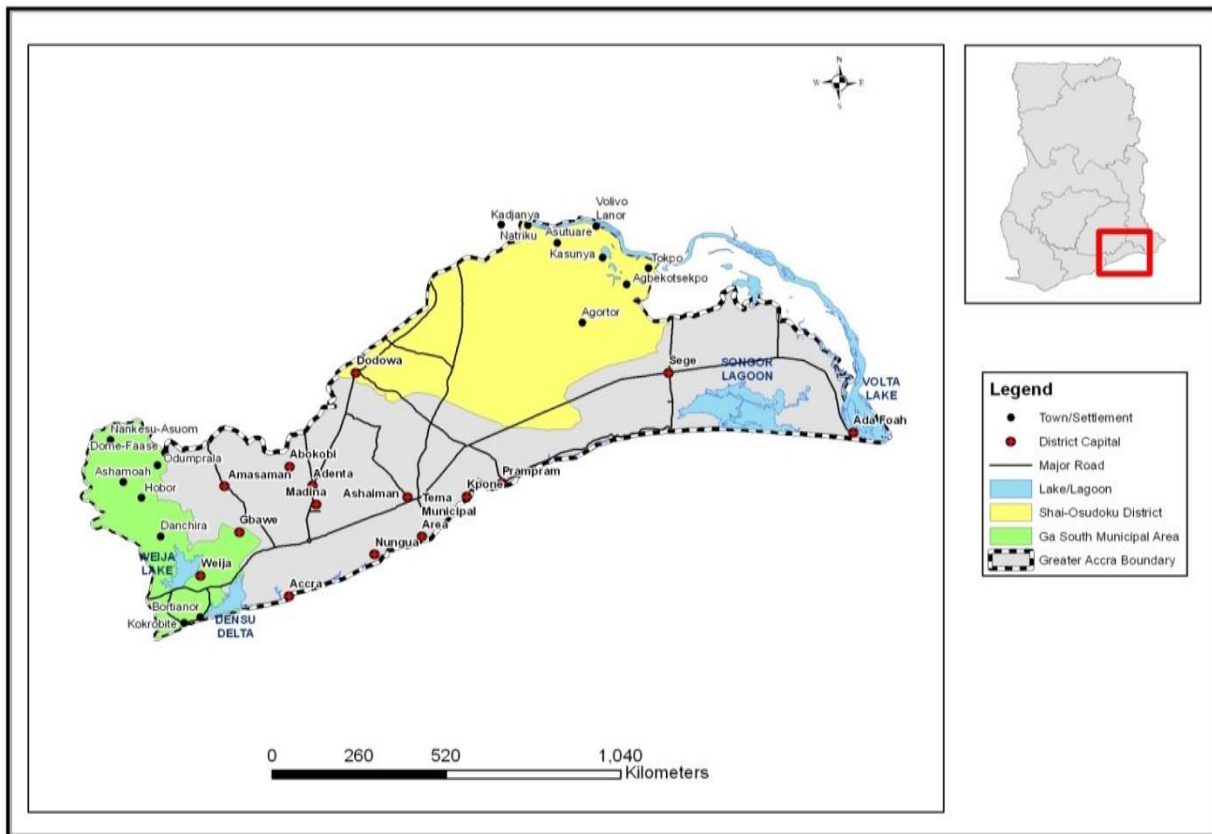 N
W E
S
Kadjanya
Natriku
Volivo
Lanor
Asutuare
Kasunya
Tokpo
Agbekotsekpo
Agortor
Dodowa
Sege
SONGOR
LAGOON
VOLTA
LAKE
Ada Foah
Nankesu-Asuom
Dome-Faase
Odumprala
Ashamoah
Hobor
Amasaman
Abokobi
Adenta
Madina
Ashaiman
Tema
Municipal
Area
Kpone
Prampram
Danchira
Gbawe
Nungua
WEIJA
LAKE
Weija
Accra
Bortianor
Kokrobite
DENSU
DELTA
0 260 520 1,040
Kilometers
Legend
Town/Settlement
District Capital
Major Road
Lake/Lagoon
Shai-Osudoku District
Ga South Municipal Area
Greater Accra Boundary